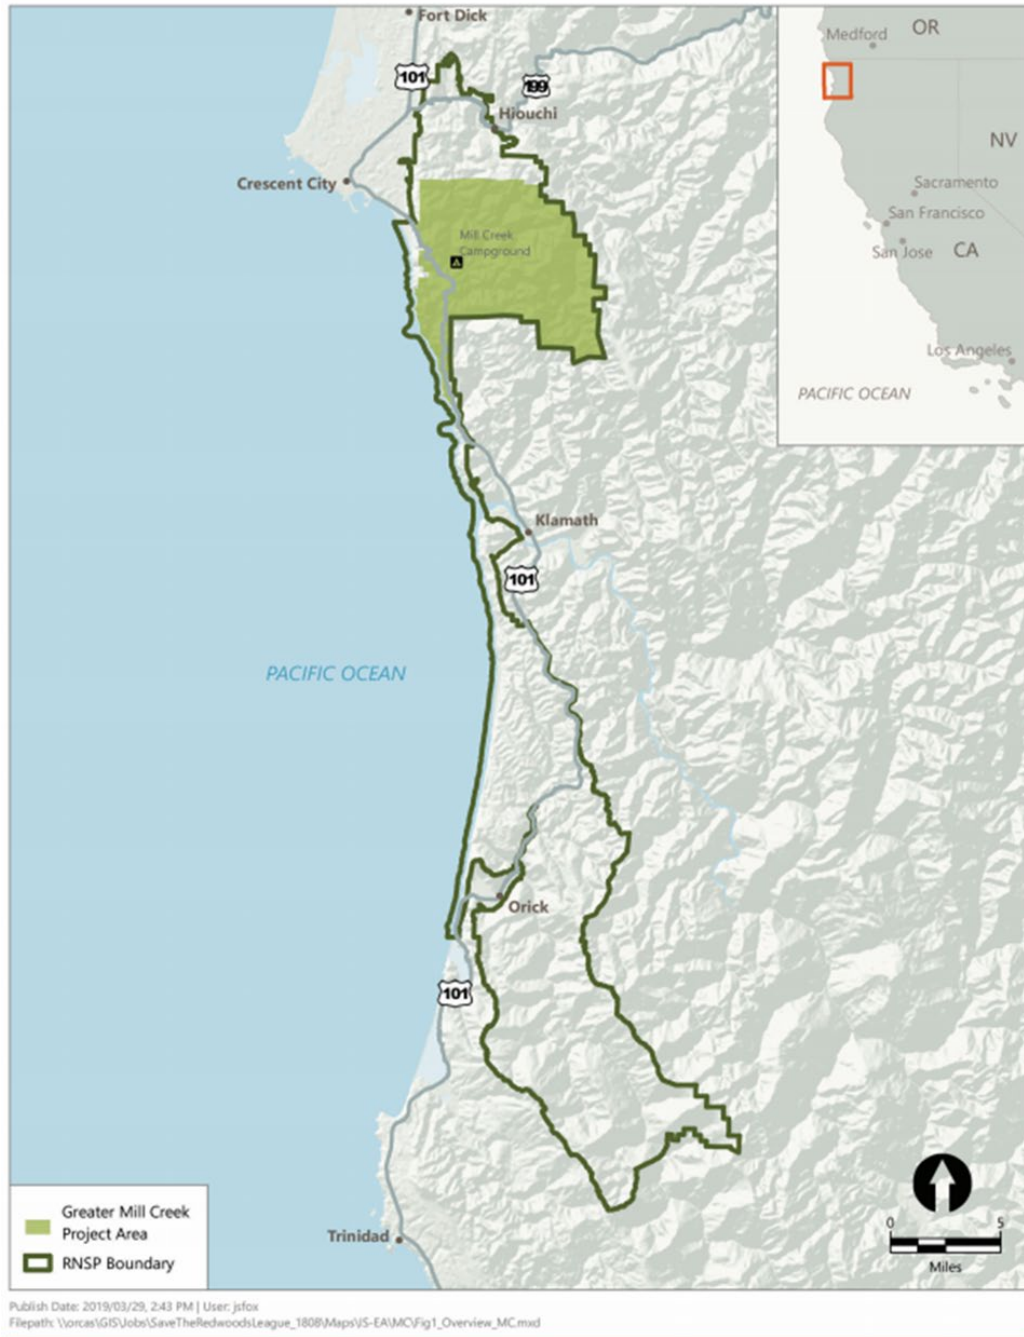 Fort Dick
101
199
Hiouchi
Crescent City
Mill Creek
Campground
Klamath
101
PACIFIC OCEAN
Orick
101
Trinidad
Medford
OR
NV
Sacramento
San Francisco
San Jose
CA
Los Angeles
PACIFIC OCEAN
Greater Mill Creek
Project Area
RNSP Boundary
0 5
Miles
Publish Date: 2019/03/29, 2:43 PM | User: jsfox
Filepath: \\orcas\GIS\Jobs\SaveTheRedwoodsLeague_1808\Maps\IS-EA\MC\Fig1_Overview_MC.mxd